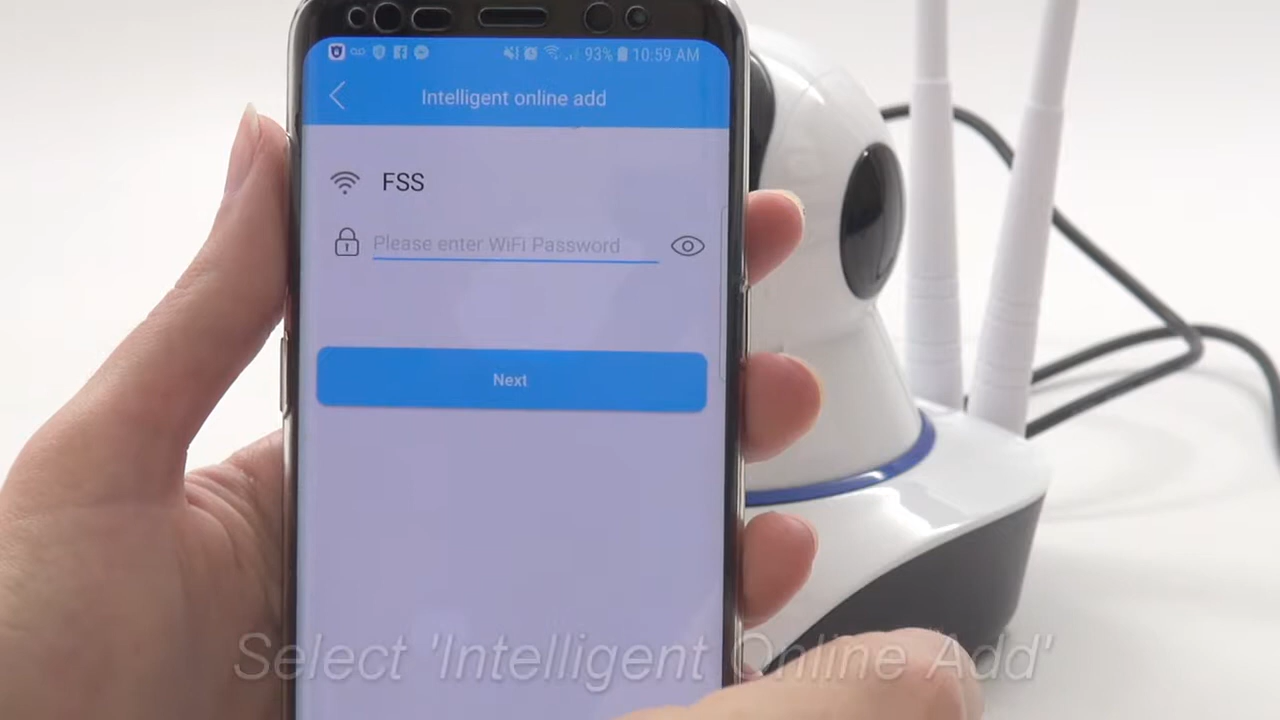 93% 10:59 AM
Intelligent online add
FSS
Please enter WiFi Password
Next
Select 'Intelligent Online Add'